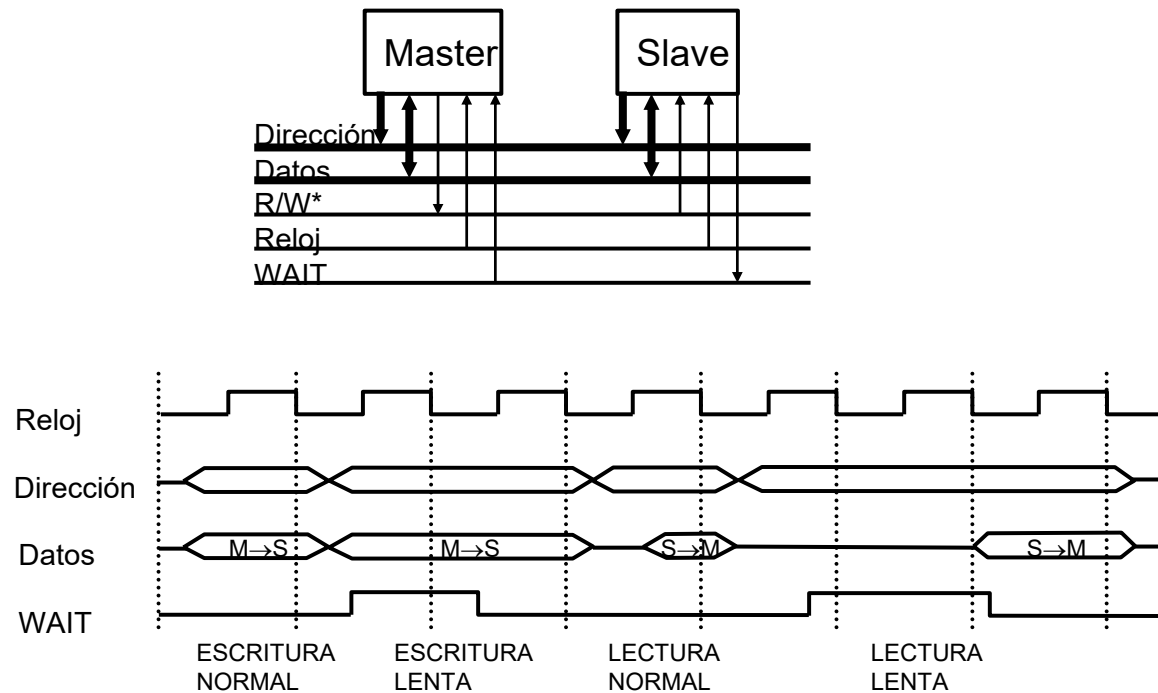 Master Slave
Dirección
Datos
R/W*
Reloj
WAIT
Reloj
Dirección
Datos M→S M→S S→M S→M
WAIT
ESCRITURA ESCRITURA LECTURA LECTURA
NORMAL LENTA NORMAL LENTA